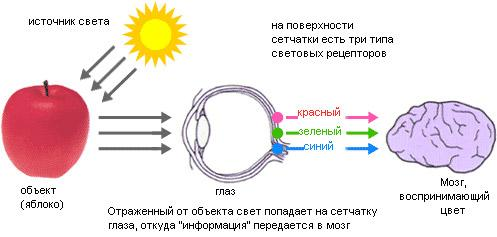 источник света
на поверхности
сетчатки есть три типа
световых рецепторов
красный
зеленый
синий
объект
(яблоко)
глаз
Мозг,
воспринимающий
цвет
Отраженный от объекта свет попадает на сетчатку
глаза, откуда "информация" передается в мозг